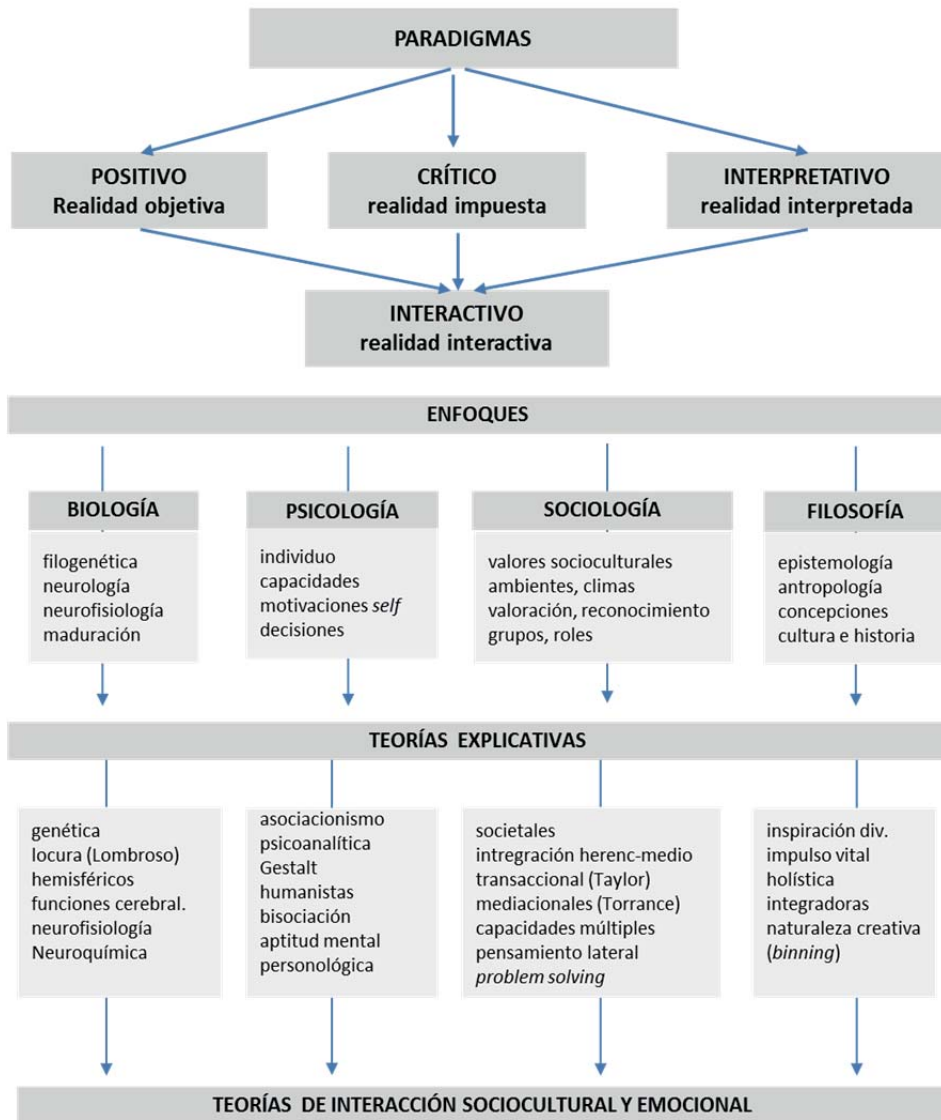 PARADIGMAS
POSITIVO
Realidad objetiva
CRÍTICO
realidad impuesta
INTERPRETATIVO
realidad interpretada
INTERACTIVO
realidad interactiva
ENFOQUES
BIOLOGÍA
filogenética
neurología
neurofisiología
maduración
PSICOLOGÍA
individuo
capacidades
motivaciones self
decisiones
SOCIOLOGÍA
valores socioculturales
ambientes, climas
valoración, reconocimiento
grupos, roles
FILOSOFÍA
epistemología
antropología
concepciones
cultura e historia
TEORÍAS EXPLICATIVAS
genética
locura (Lombroso)
hemisféricos
funciones cerebral.
neurofisiología
Neuroquímica
asociacionismo
psicoanalítica
Gestalt
humanistas
bisociación
aptitud mental
personológica
societales
intregración herenc-medio
transaccional (Taylor)
mediacionales (Torrance)
capacidades múltiples
pensamiento lateral
problem solving
inspiración div.
impulso vital
holística
integradoras
naturaleza creativa
(binning)
TEORÍAS DE INTERACCIÓN SOCIOCULTURAL Y EMOCIONAL